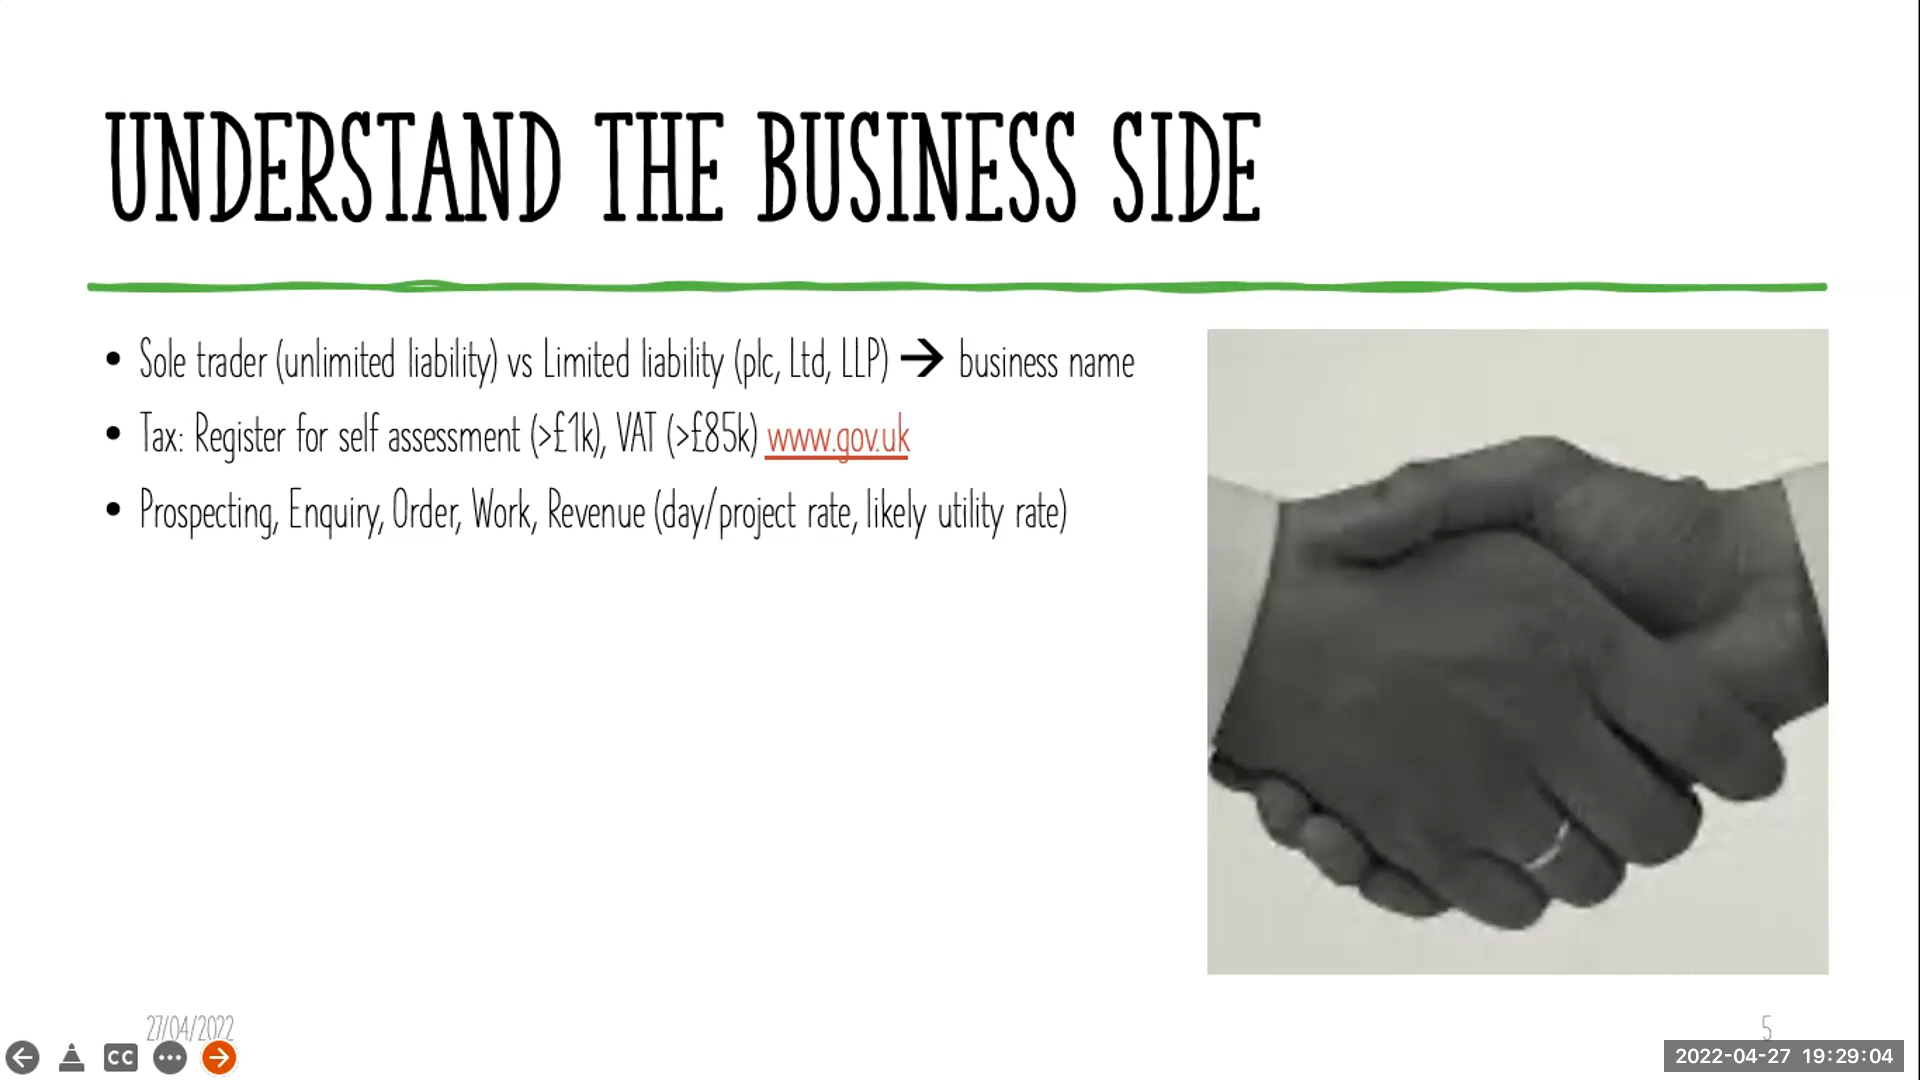 UNDERSTAND THE BUSINESS SIDE
• Sole trader (unlimited liability) vs Limited liability (plc, Ltd, LLP) → business name
• Tax: Register for self assessment (>£1k), VAT (>£85k) www.gov.uk
• Prospecting, Enquiry, Order, Work, Revenue (day/project rate, likely utility rate)
27/04/2022
5
CC
2022-04-27 19:29:04